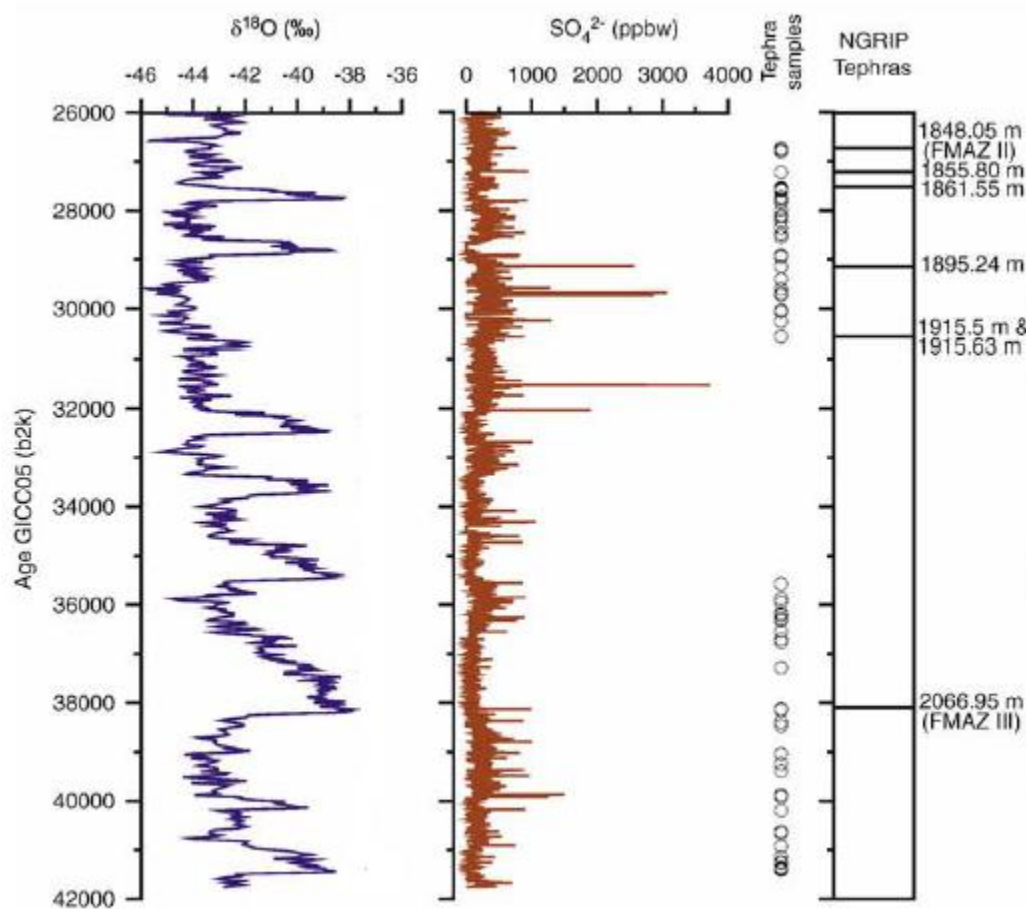 δ¹⁸O (‰)
-46 -44 -42 -40 -38 -36
SO₄²⁻ (ppbw)
0 1000 2000 3000 4000
Tephra
samples
NGRIP
Tephras
Age GICC05 (b2k)
26000
28000
30000
32000
34000
36000
38000
40000
42000
1848.05 m
(FMAZ II)
1855.80 m
1861.55 m
1895.24 m
1915.5 m &
1915.63 m
2066.95 m
(FMAZ III)